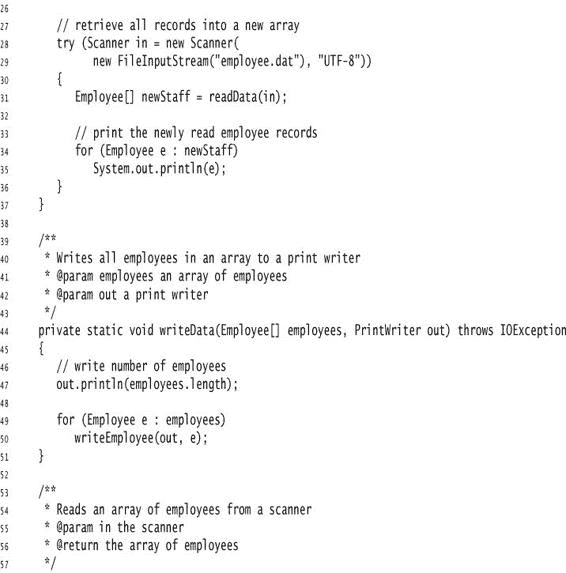 26
27 // retrieve all records into a new array
28 try (Scanner in = new Scanner(
29 new FileInputStream("employee.dat"), "UTF-8"))
30 {
31 Employee[] newStaff = readData(in);
32
33 // print the newly read employee records
34 for (Employee e : newStaff)
35 System.out.println(e);
36 }
37 }
38
39 /**
40 * Writes all employees in an array to a print writer
41 * @param employees an array of employees
42 * @param out a print writer
43 */
44 private static void writeData(Employee[] employees, PrintWriter out) throws IOException
45 {
46 // write number of employees
47 out.println(employees.length);
48
49 for (Employee e : employees)
50 writeEmployee(out, e);
51 }
52
53 /**
54 * Reads an array of employees from a scanner
55 * @param in the scanner
56 * @return the array of employees
57 */